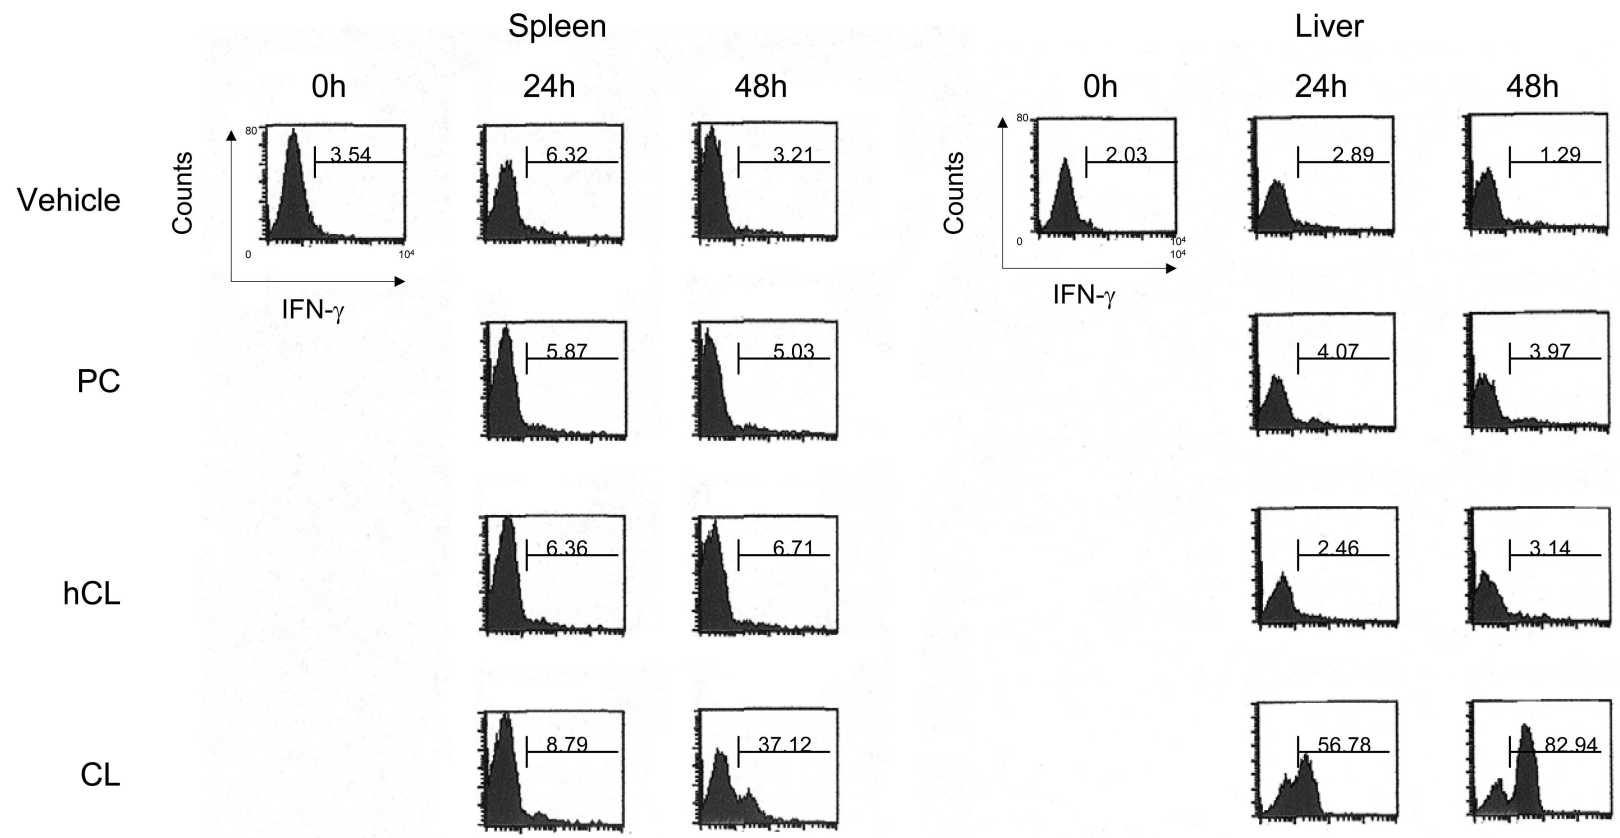 Spleen Liver
0h 24h 48h 0h 24h 48h
Vehicle Counts 80 3.54 6.32 3.21 Counts 80 2.03 2.89 1.29
0 10⁴ 0 10⁴
10⁴
IFN-γ IFN-γ
PC 5.87 5.03 4.07 3.97
hCL 6.36 6.71 2.46 3.14
CL 8.79 37.12 56.78 82.94